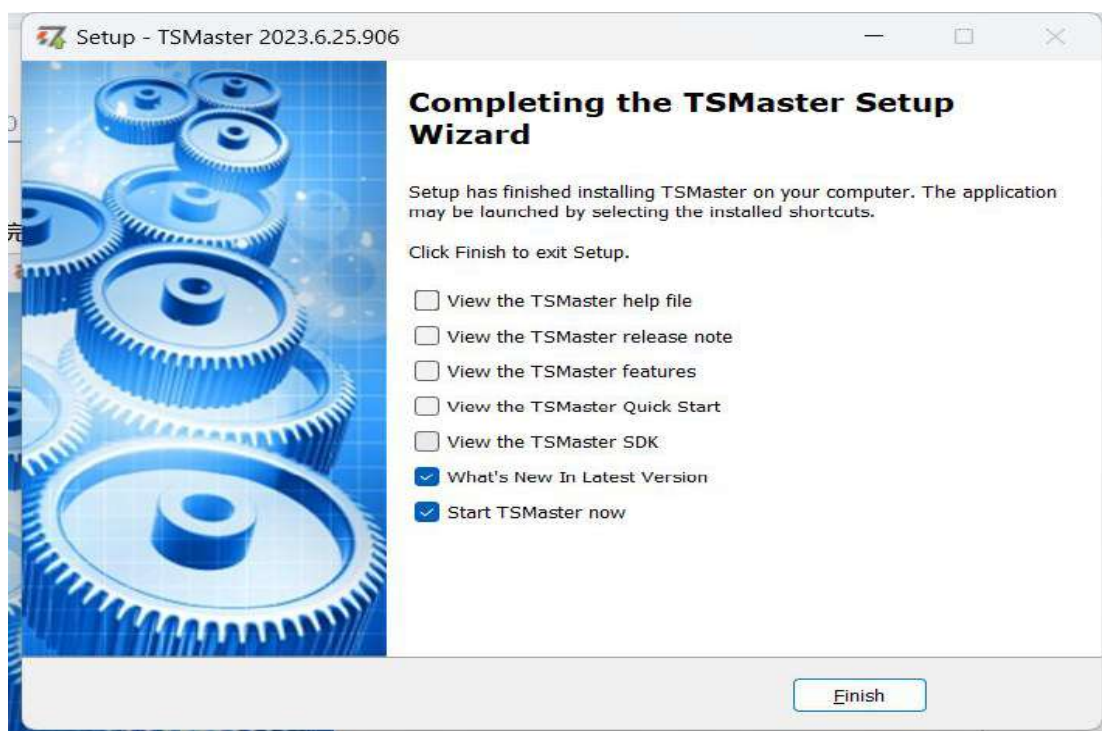 Setup - TSMaster 2023.6.25.906
Completing the TSMaster Setup
Wizard
Setup has finished installing TSMaster on your computer. The application
may be launched by selecting the installed shortcuts.
Click Finish to exit Setup.
View the TSMaster help file
View the TSMaster release note
View the TSMaster features
View the TSMaster Quick Start
View the TSMaster SDK
What's New In Latest Version
Start TSMaster now
Finish